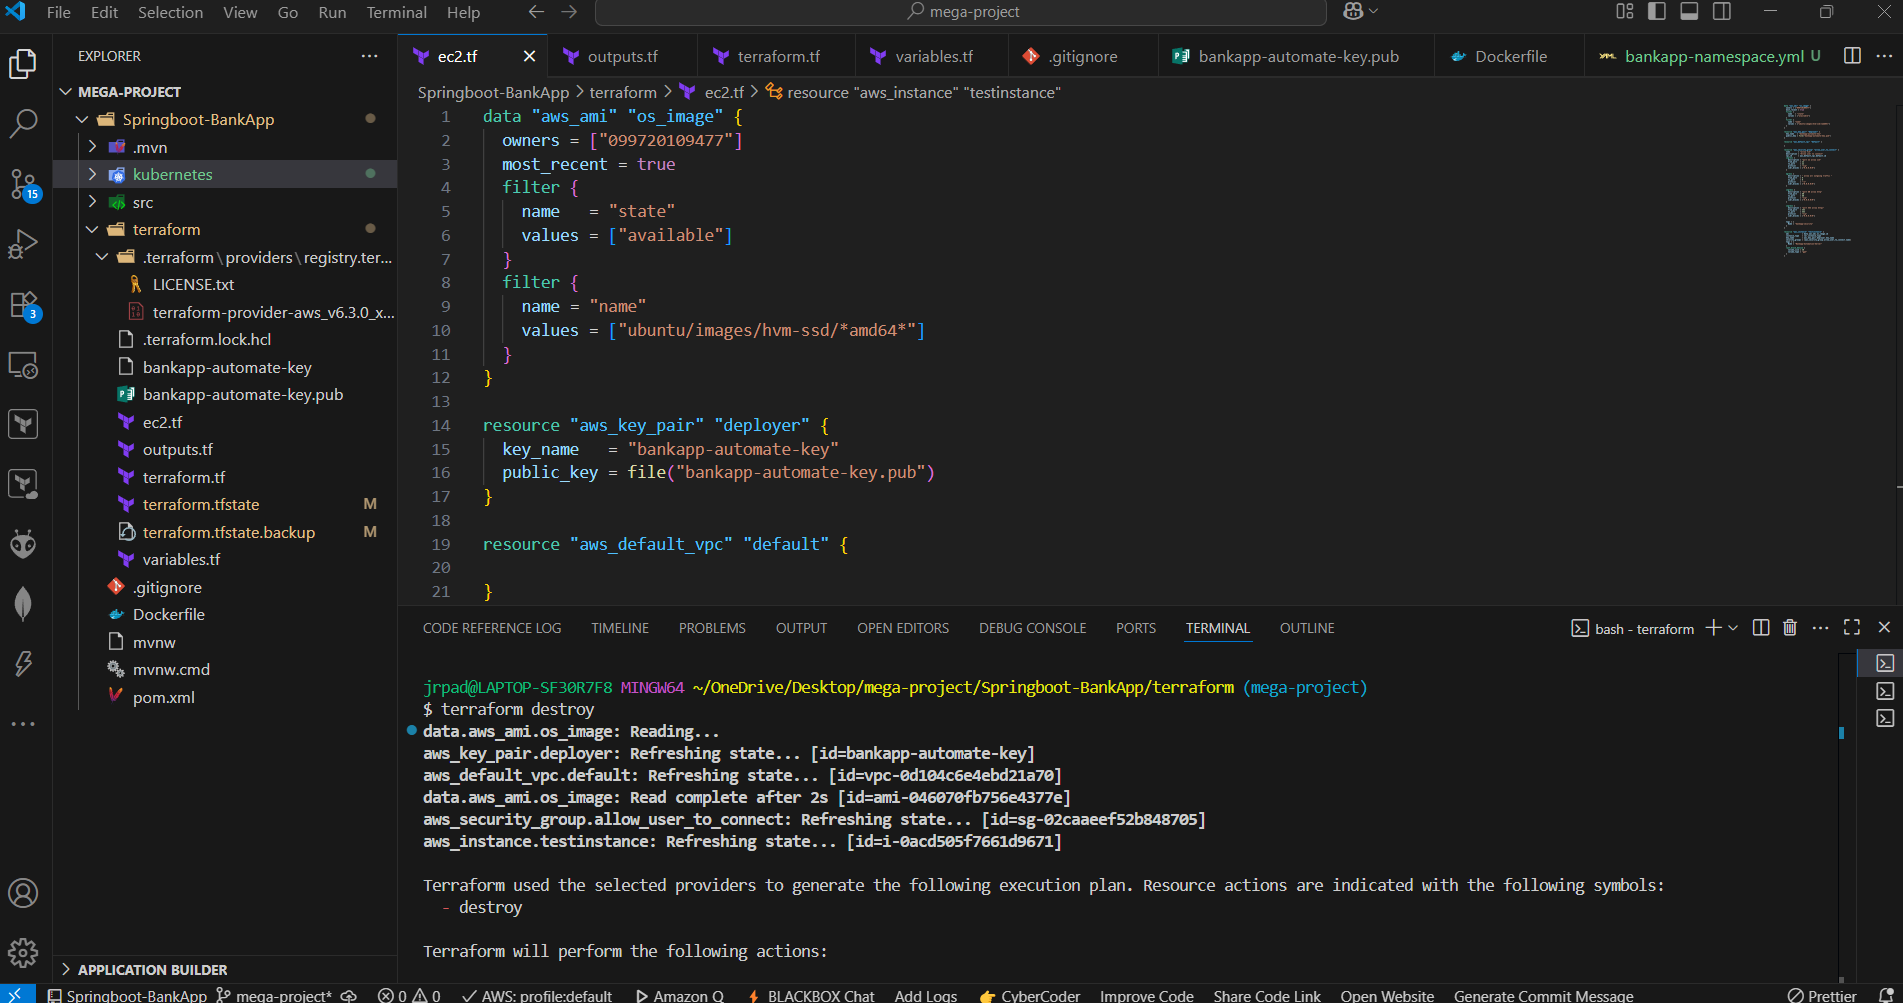 File Edit Selection View Go Run Terminal Help mega-project
EXPLORER
MEGA-PROJECT
Springboot-BankApp
.mvn
kubernetes
src
terraform
.terraform\providers\registry.ter...
LICENSE.txt
terraform-provider-aws_v6.3.0_x...
.terraform.lock.hcl
bankapp-automate-key
bankapp-automate-key.pub
ec2.tf
outputs.tf
terraform.tf
terraform.tfstate M
terraform.tfstate.backup M
variables.tf
.gitignore
Dockerfile
mvnw
mvnw.cmd
pom.xml
APPLICATION BUILDER
15
3
ec2.tf outputs.tf terraform.tf variables.tf .gitignore bankapp-automate-key.pub Dockerfile bankapp-namespace.yml U
Springboot-BankApp > terraform > ec2.tf > resource "aws_instance" "testinstance"
1 data "aws_ami" "os_image" {
2 owners = ["099720109477"]
3 most_recent = true
4 filter {
5 name   = "state"
6 values = ["available"]
7 }
8 filter {
9 name = "name"
10 values = ["ubuntu/images/hvm-ssd/*amd64*"]
11 }
12 }
13
14 resource "aws_key_pair" "deployer" {
15 key_name   = "bankapp-automate-key"
16 public_key = file("bankapp-automate-key.pub")
17 }
18
19 resource "aws_default_vpc" "default" {
20
21 }
CODE REFERENCE LOG TIMELINE PROBLEMS OUTPUT OPEN EDITORS DEBUG CONSOLE PORTS TERMINAL OUTLINE bash - terraform
jrpad@LAPTOP-SF30R7F8 MINGW64 ~/OneDrive/Desktop/mega-project/Springboot-BankApp/terraform (mega-project)
$ terraform destroy
data.aws_ami.os_image: Reading...
aws_key_pair.deployer: Refreshing state... [id=bankapp-automate-key]
aws_default_vpc.default: Refreshing state... [id=vpc-0d104c6e4ebd21a70]
data.aws_ami.os_image: Read complete after 2s [id=ami-046070fb756e4377e]
aws_security_group.allow_user_to_connect: Refreshing state... [id=sg-02caaeef52b848705]
aws_instance.testinstance: Refreshing state... [id=i-0acd505f7661d9671]
Terraform used the selected providers to generate the following execution plan. Resource actions are indicated with the following symbols:
- destroy
Terraform will perform the following actions:
Springboot-BankApp mega-project* 0 0 AWS: profile:default Amazon Q BLACKBOX Chat Add Logs CyberCoder Improve Code Share Code Link Open Website Generate Commit Message Prettier